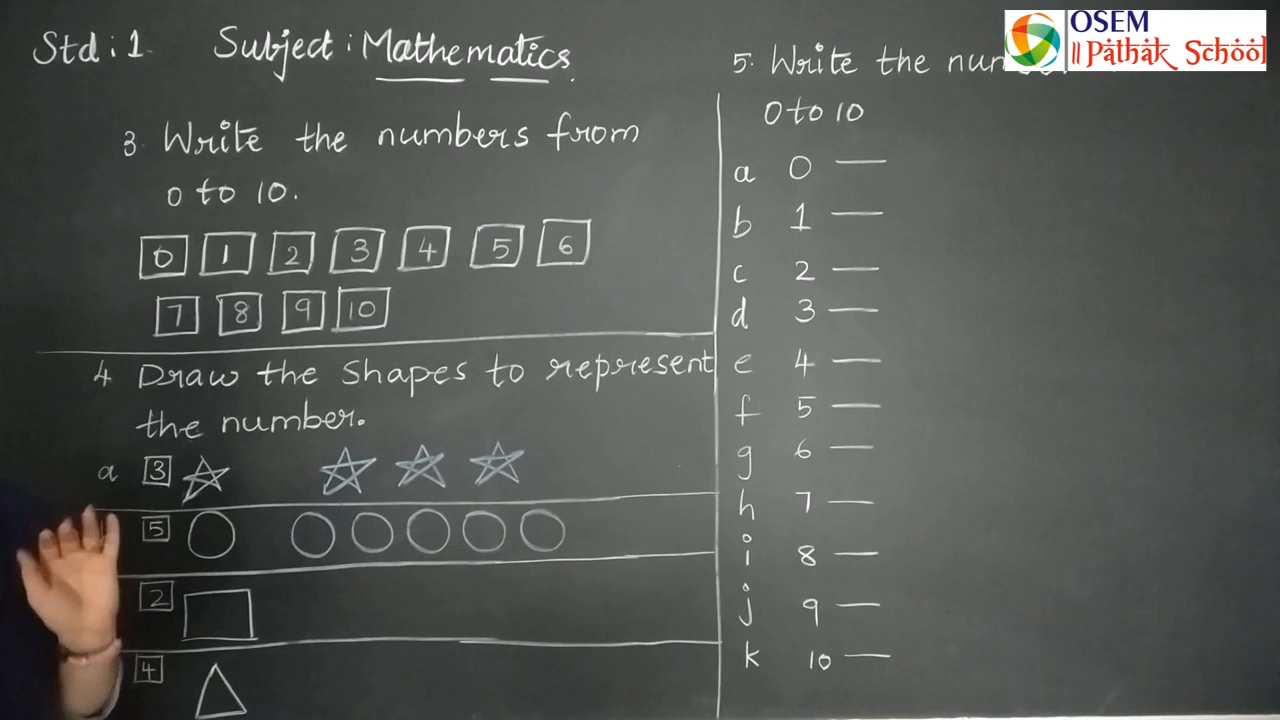 Std: 1. Subject: Mathematics.
3. Write the numbers from
0 to 10.
0 1 2 3 4 5 6
7 8 9 10
4 Draw the shapes to represent
the number.
a 3
5
2
4
5. Write the
0 to 10
a 0 —
b 1 —
c 2 —
d 3 —
e 4 —
f 5 —
g 6 —
h 7 —
i 8 —
j 9 —
k 10 —
OSEM
॥ Pathak School